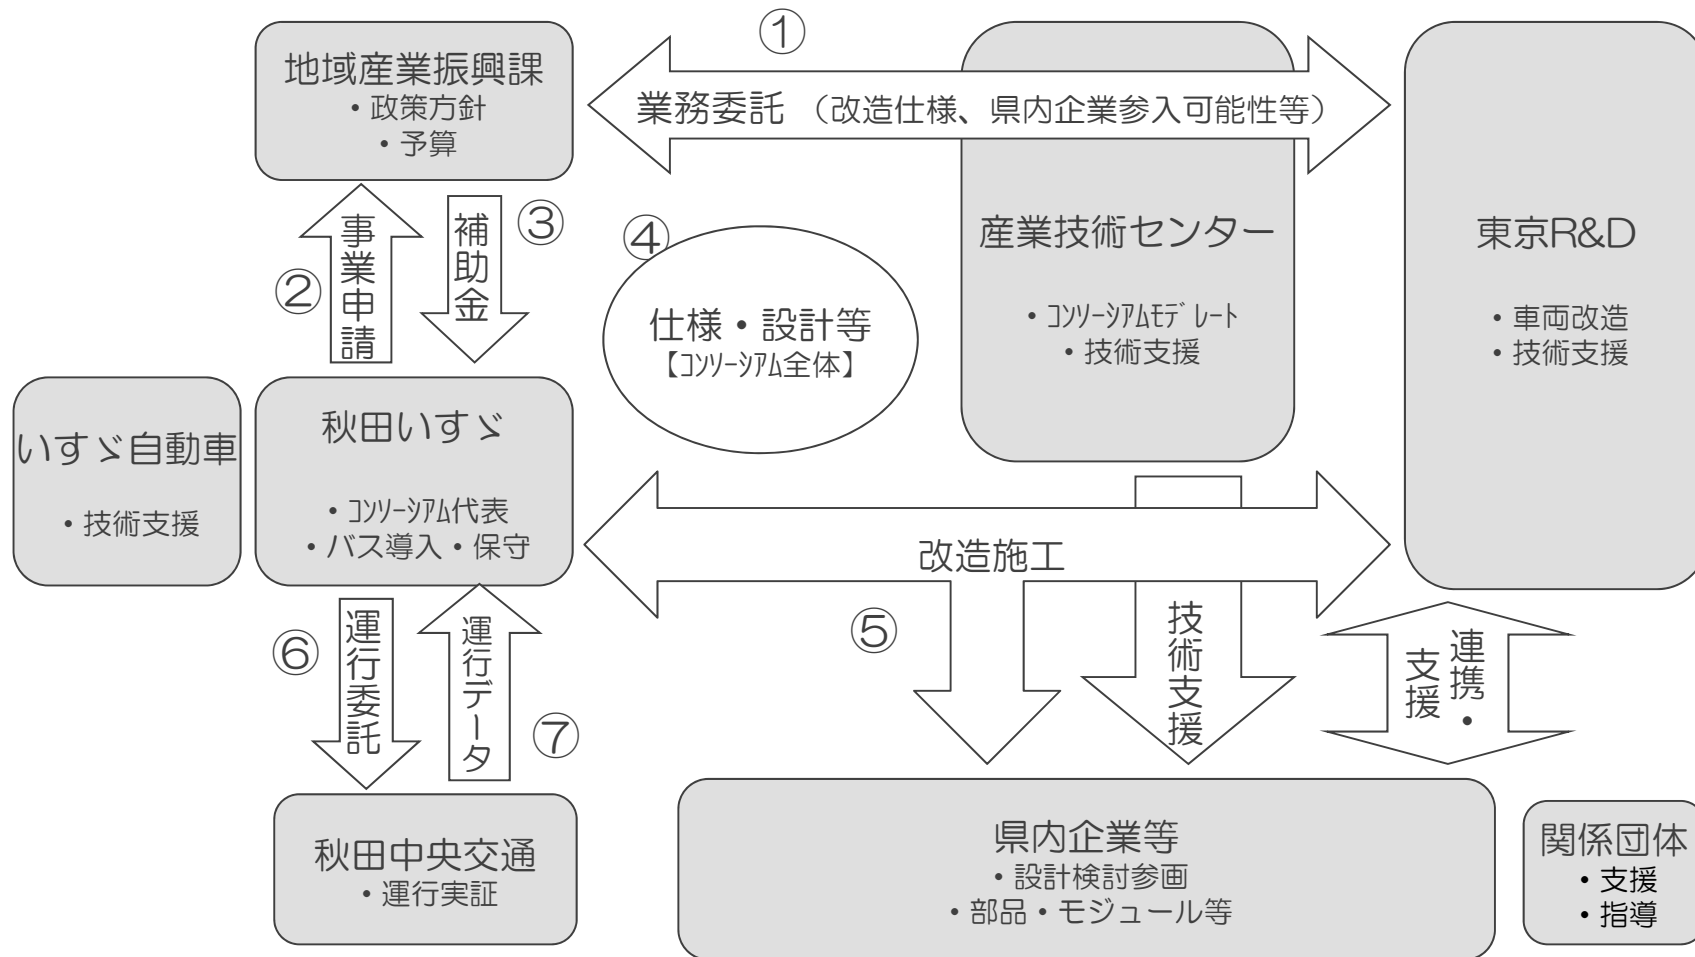 ①
地域産業振興課
・政策方針
・予算
業務委託 （改造仕様、県内企業参入可能性等）
産業技術センター
・ｺﾝｿｰｼｱﾑﾓﾃﾞﾚｰﾄ
・技術支援
東京R&D
・車両改造
・技術支援
②
事業申請
補助金
③
④
仕様・設計等
【ｺﾝｿｰｼｱﾑ全体】
いすゞ自動車
・技術支援
秋田いすゞ
・ｺﾝｿｰｼｱﾑ代表
・バス導入・保守
改造施工
⑤
技術支援
連携・
支援
⑥
運行委託
運行データ
⑦
秋田中央交通
・運行実証
県内企業等
・設計検討参画
・部品・モジュール等
関係団体
・支援
・指導